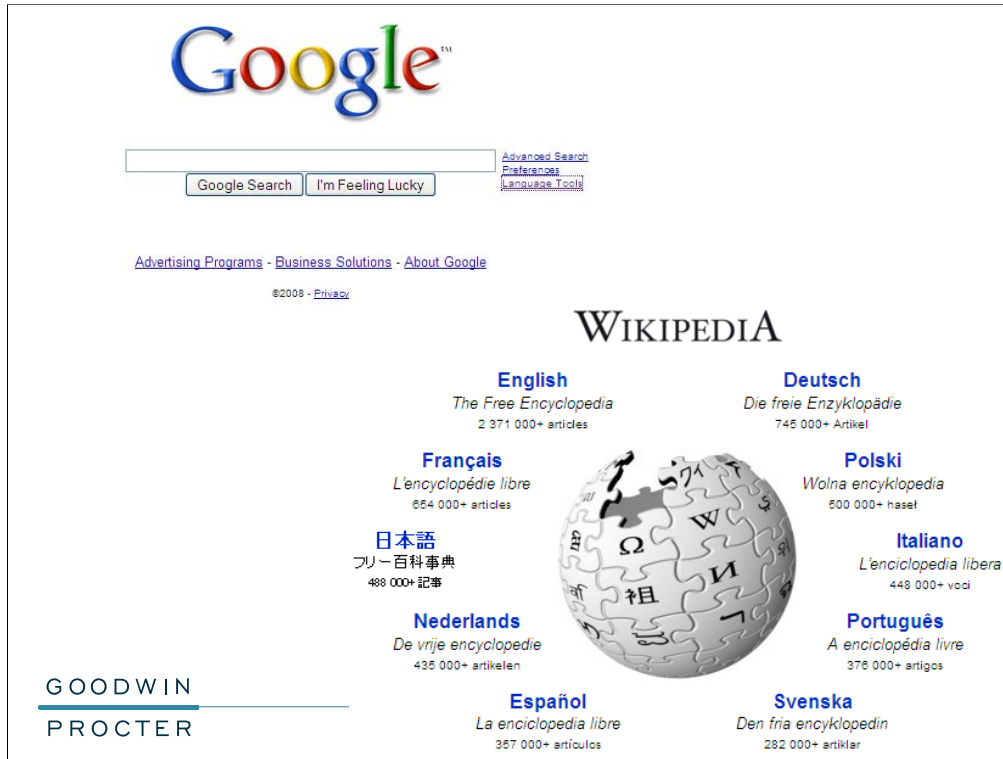 Google™
Advanced Search
Preferences
Language Tools
Google Search I'm Feeling Lucky
Advertising Programs - Business Solutions - About Google
©2008 - Privacy
WIKIPEDIA
English
The Free Encyclopedia
2 371 000+ articles
Deutsch
Die freie Enzyklopädie
745 000+ Artikel
Français
L'encyclopédie libre
654 000+ articles
Polski
Wolna encyklopedia
500 000+ haseł
日本語
フリー百科事典
488 000+ 記事
Italiano
L'enciclopedia libera
448 000+ voci
Nederlands
De vrije encyclopedie
435 000+ artikelen
Português
A enciclopédia livre
376 000+ artigos
Español
La enciclopedia libre
357 000+ artículos
Svenska
Den fria encyklopedin
282 000+ artiklar
Ω W
祖 И
GOODWIN
PROCTER